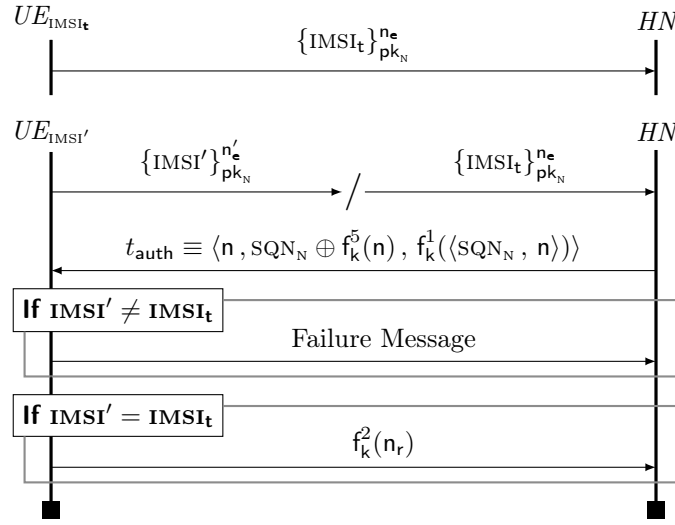 UE_IMSI_t HN
{IMSI_t}^{n_e}_{pk_N}
UE_IMSI′ HN
{IMSI′}^{n′_e}_{pk_N} / {IMSI_t}^{n_e}_{pk_N}
t_auth ≡ ⟨n , SQN_N ⊕ f^5_k(n) , f^1_k(⟨SQN_N , n⟩)⟩
If IMSI′ ≠ IMSI_t
Failure Message
If IMSI′ = IMSI_t
f^2_k(n_r)